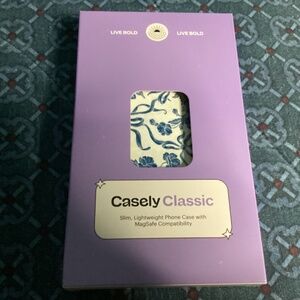 LIVE BOLD LIVE BOLD
Casely Classic
Slim, Lightweight Phone Case with
MagSafe Compatibility